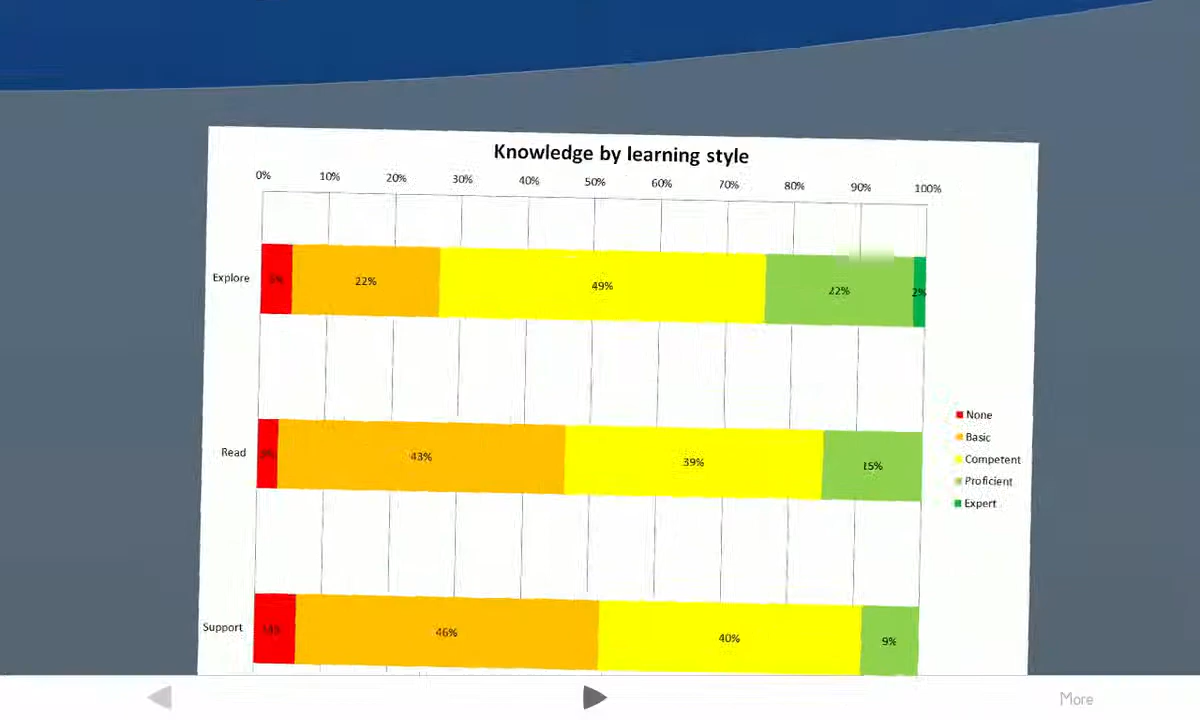 Knowledge by learning style
0% 10% 20% 30% 40% 50% 60% 70% 80% 90% 100%
Explore 22% 49% 22% 2%
None
Basic
Read 43% 39% 15%
Competent
Proficient
Expert
Support 46% 40% 9%
More